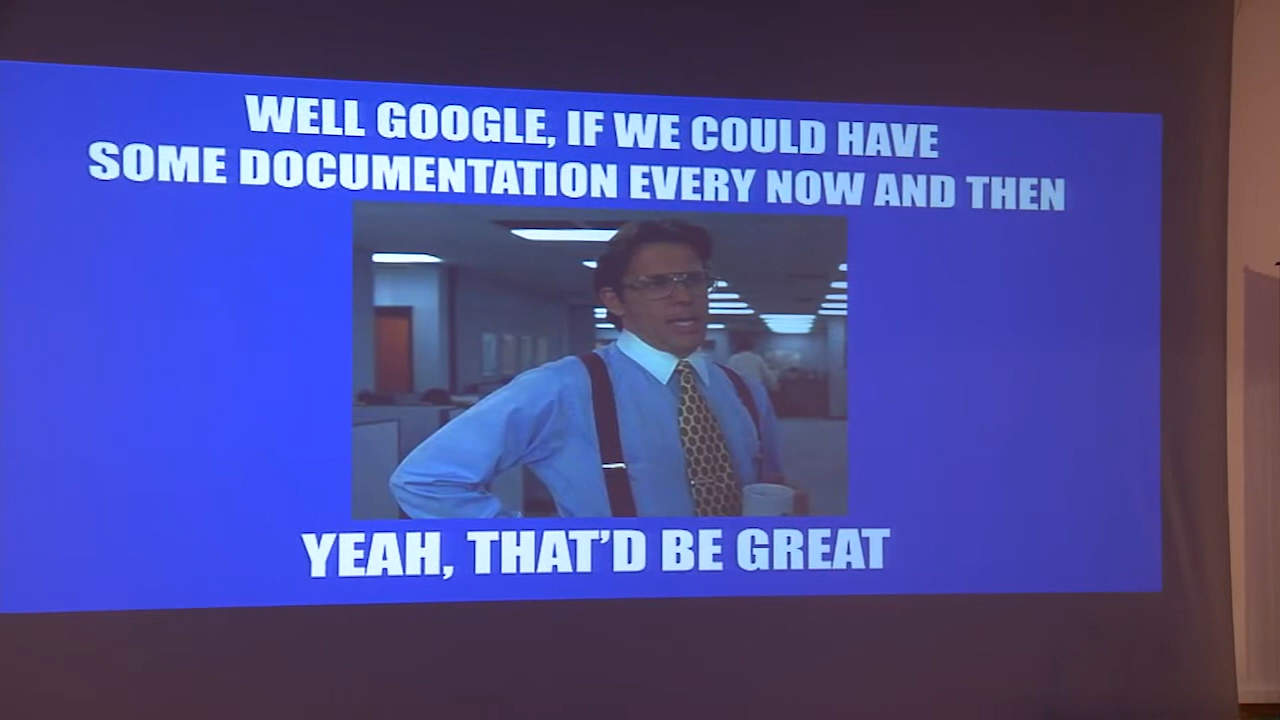 WELL GOOGLE, IF WE COULD HAVE
SOME DOCUMENTATION EVERY NOW AND THEN
YEAH, THAT'D BE GREAT